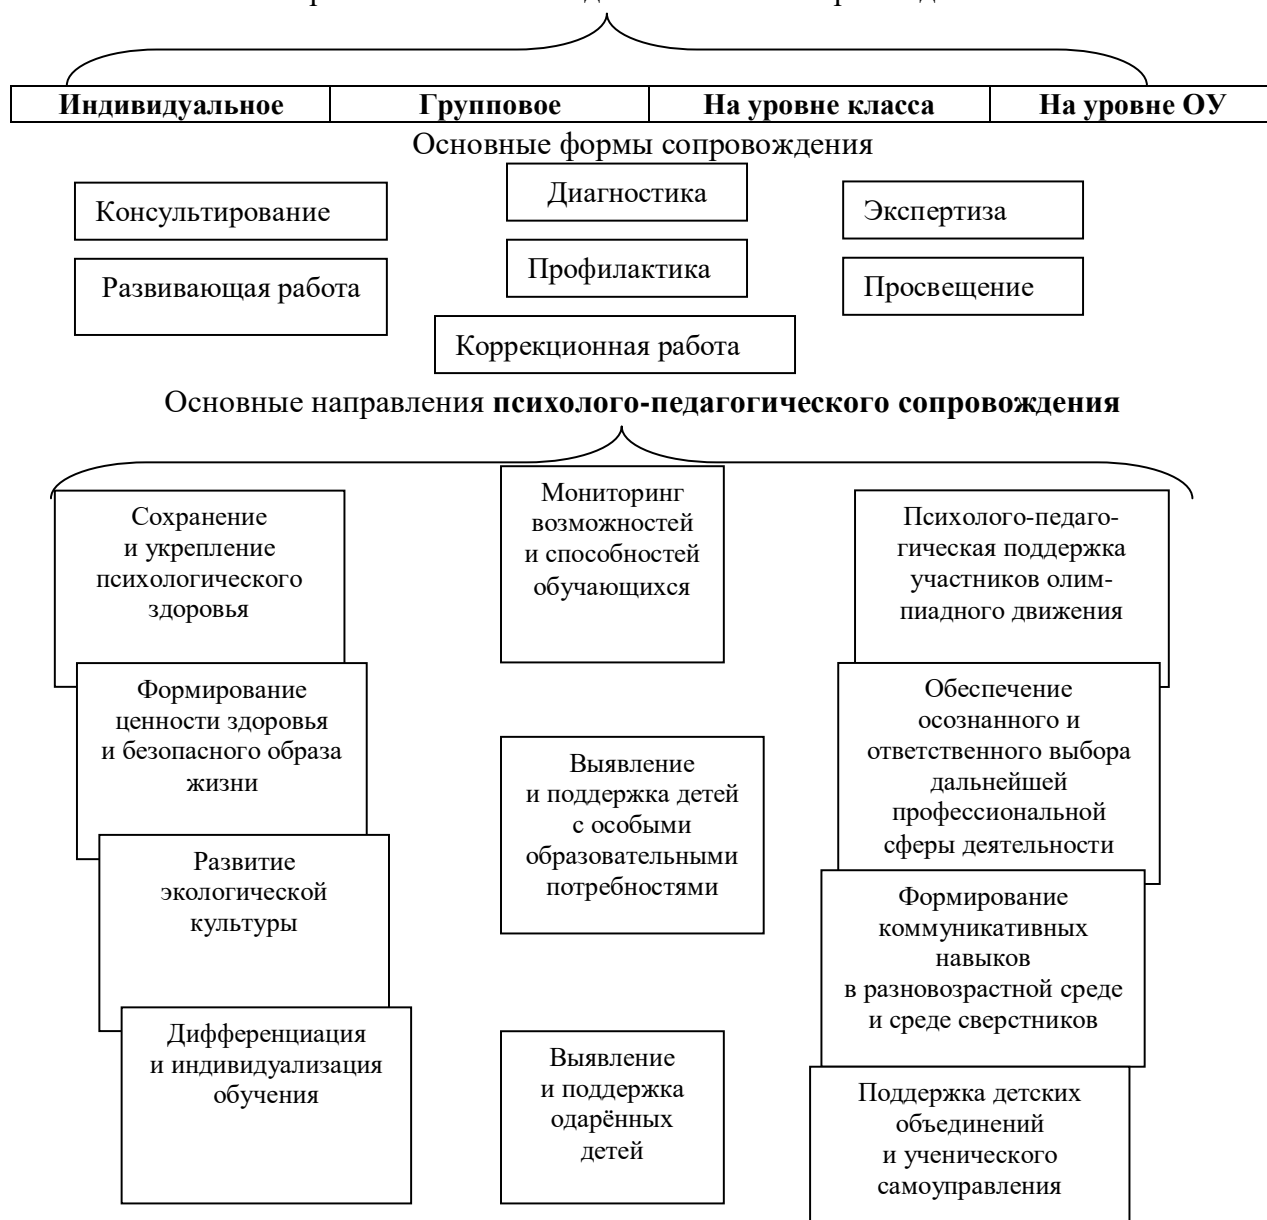 Индивидуальное Групповое На уровне класса На уровне ОУ
Основные формы сопровождения
Консультирование
Диагностика
Экспертиза
Развивающая работа
Профилактика
Просвещение
Коррекционная работа
Основные направления психолого-педагогического сопровождения
Сохранение
и укрепление
психологического
здоровья
Формирование
ценности здоровья
и безопасного образа
жизни
Развитие
экологической
культуры
Дифференциация
и индивидуализация
обучения
Мониторинг
возможностей
и способностей
обучающихся
Выявление
и поддержка детей
с особыми
образовательными
потребностями
Выявление
и поддержка
одарённых
детей
Психолого-педаго-
гическая поддержка
участников олим-
пиадного движения
Обеспечение
осознанного и
ответственного выбора
дальнейшей
профессиональной
сферы деятельности
Формирование
коммуникативных
навыков
в разновозрастной среде
и среде сверстников
Поддержка детских
объединений
и ученического
самоуправления